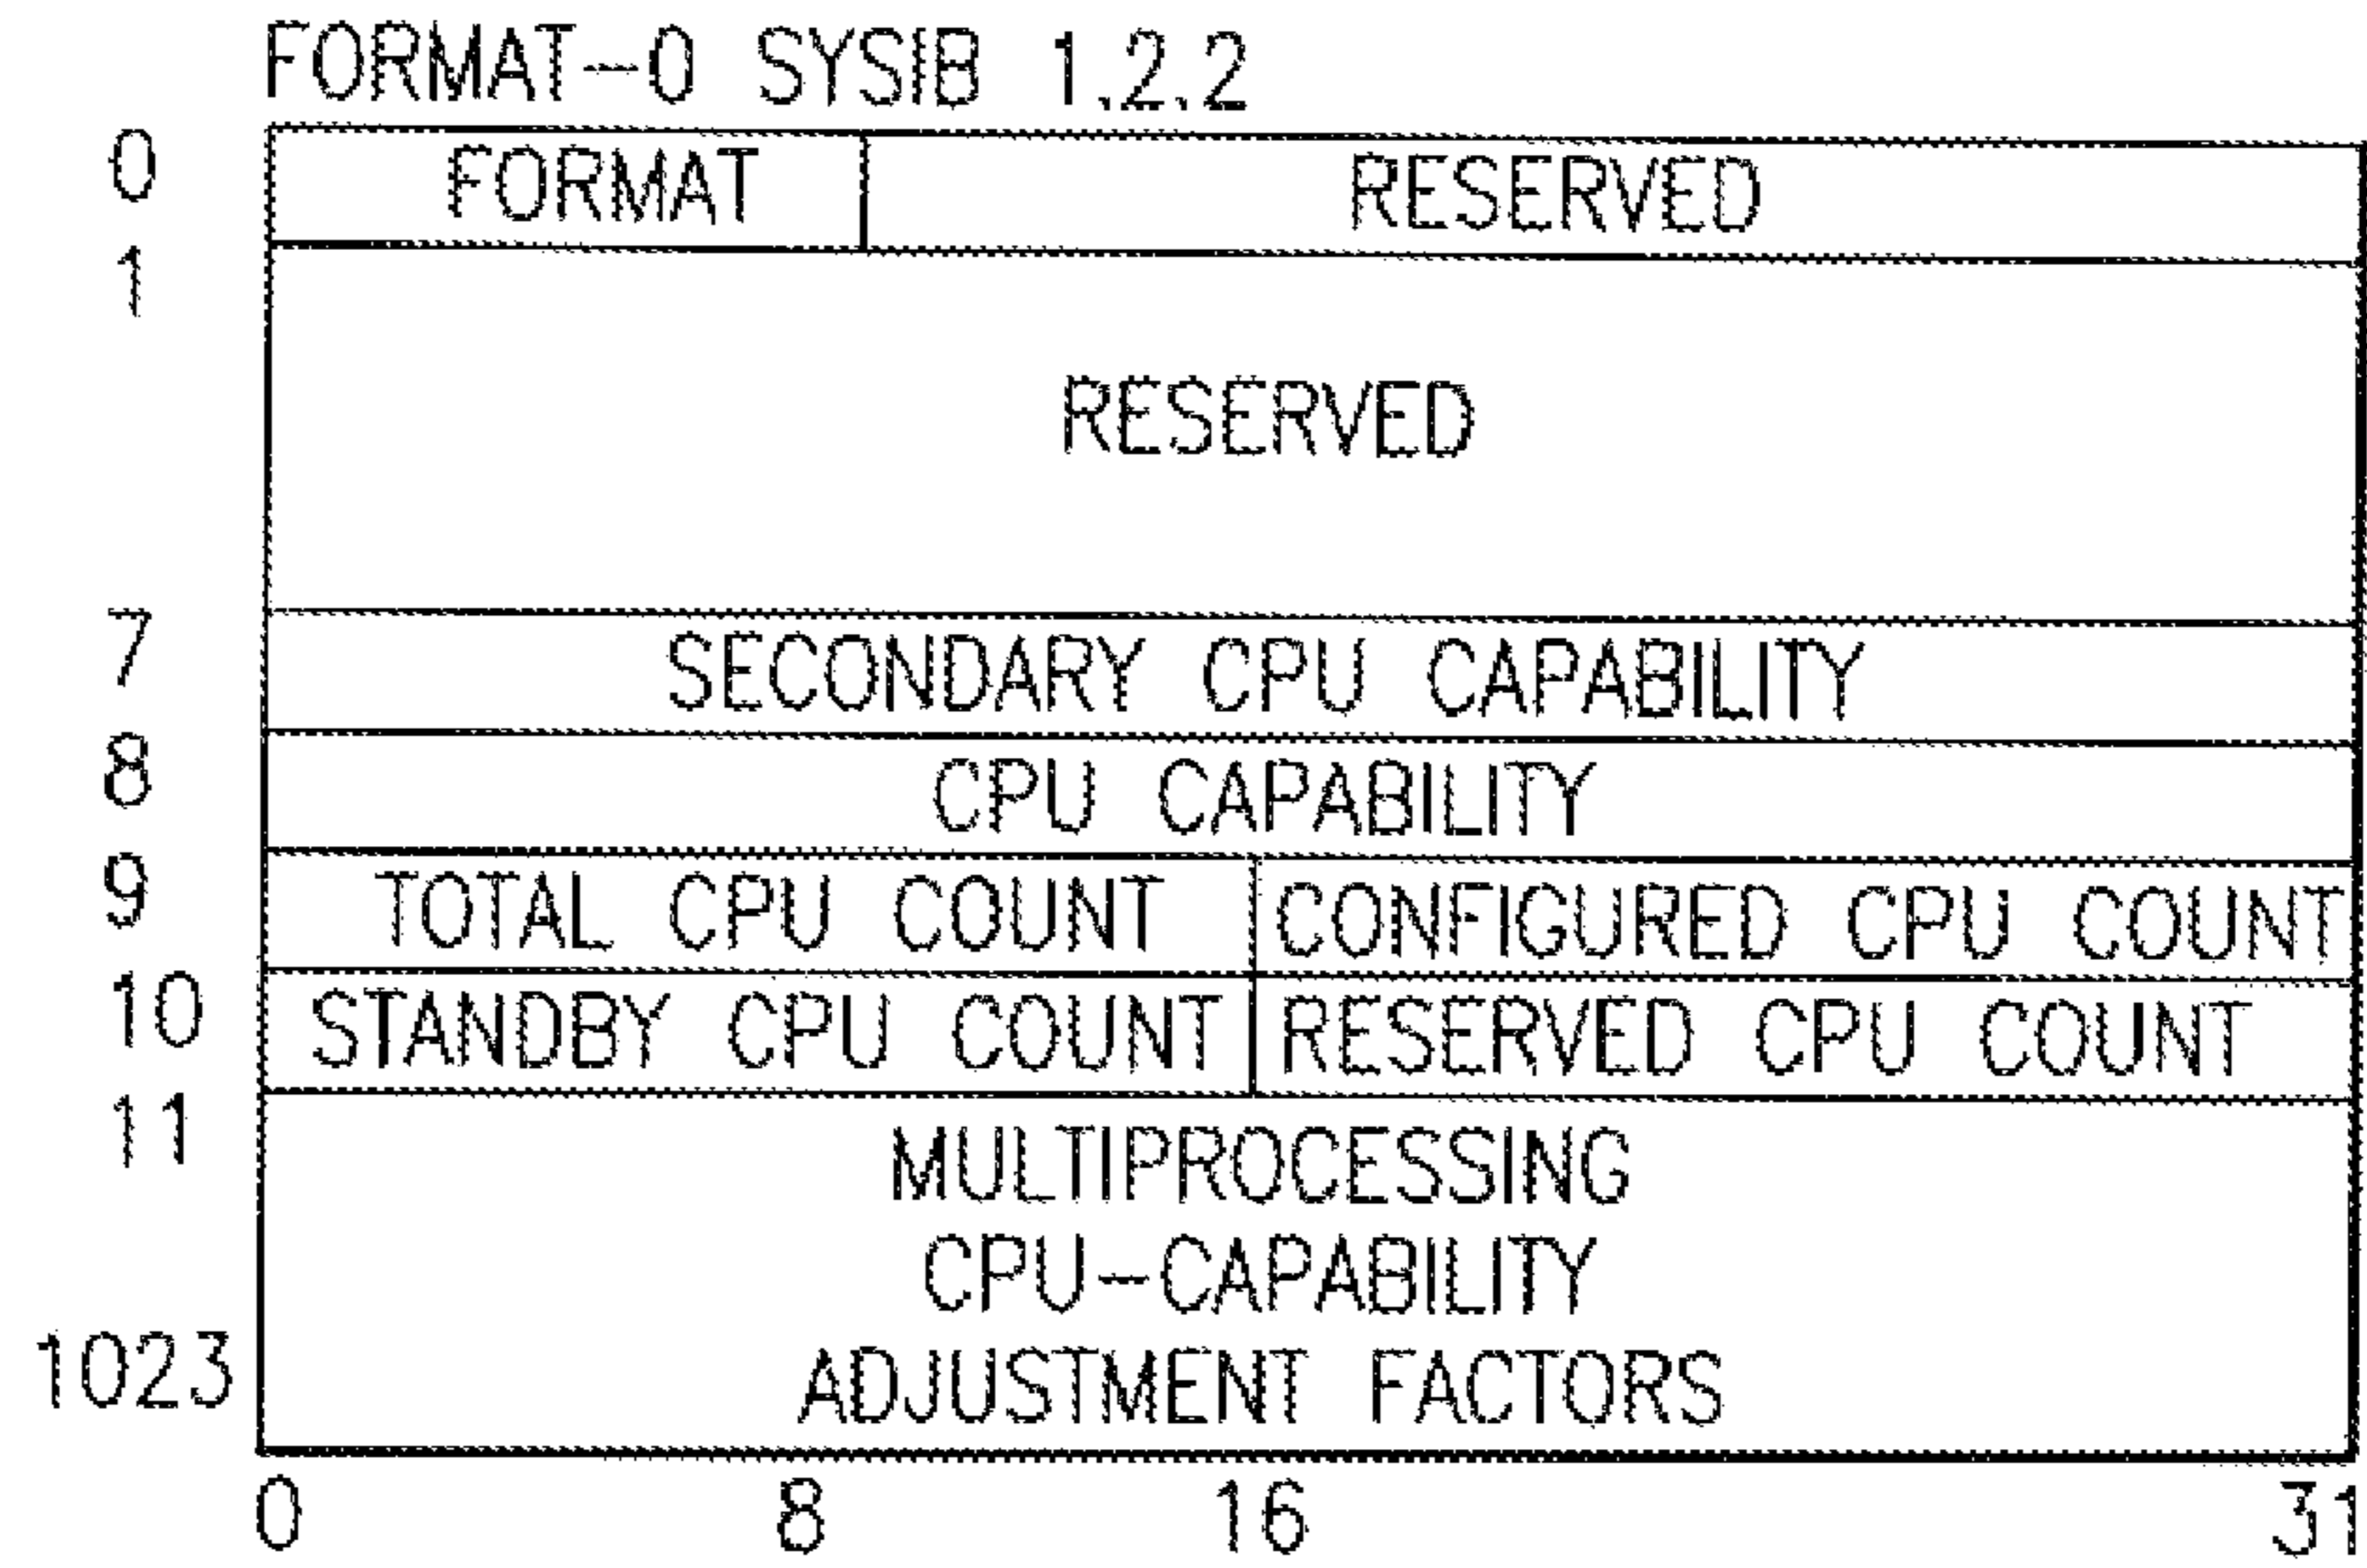 FORMAT-0 SYSIB 1.2.2
0 FORMAT RESERVED
1
RESERVED
7 SECONDARY CPU CAPABILITY
8 CPU CAPABILITY
9 TOTAL CPU COUNT CONFIGURED CPU COUNT
10 STANDBY CPU COUNT RESERVED CPU COUNT
11 MULTIPROCESSING
CPU-CAPABILITY
1023 ADJUSTMENT FACTORS
0 8 16 31